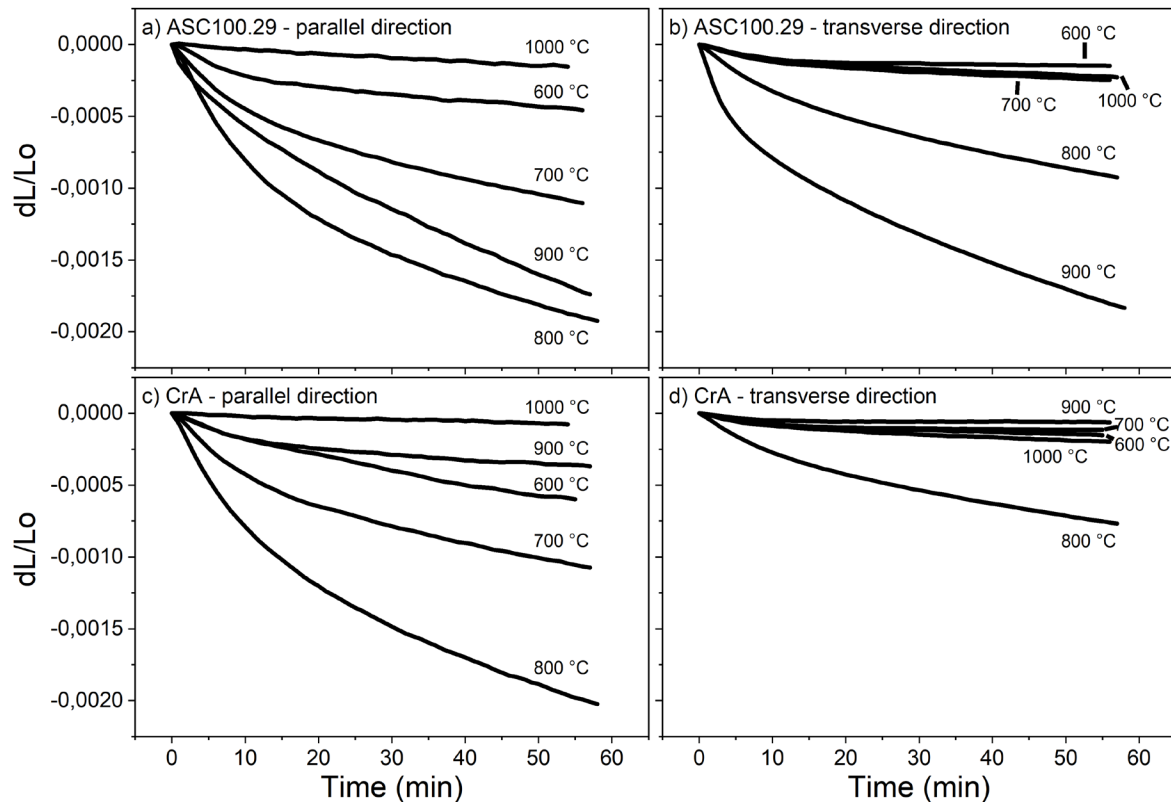 a) ASC100.29 - parallel direction
b) ASC100.29 - transverse direction
0,0000
-0,0005
-0,0010
-0,0015
-0,0020
dL/Lo
1000 °C
600 °C
700 °C
900 °C
800 °C
600 °C
1000 °C
700 °C
800 °C
900 °C
c) CrA - parallel direction
d) CrA - transverse direction
0,0000
-0,0005
-0,0010
-0,0015
-0,0020
dL/Lo
1000 °C
900 °C
600 °C
700 °C
800 °C
900 °C
700 °C
600 °C
1000 °C
800 °C
0 10 20 30 40 50 60
0 10 20 30 40 50 60
Time (min)
Time (min)